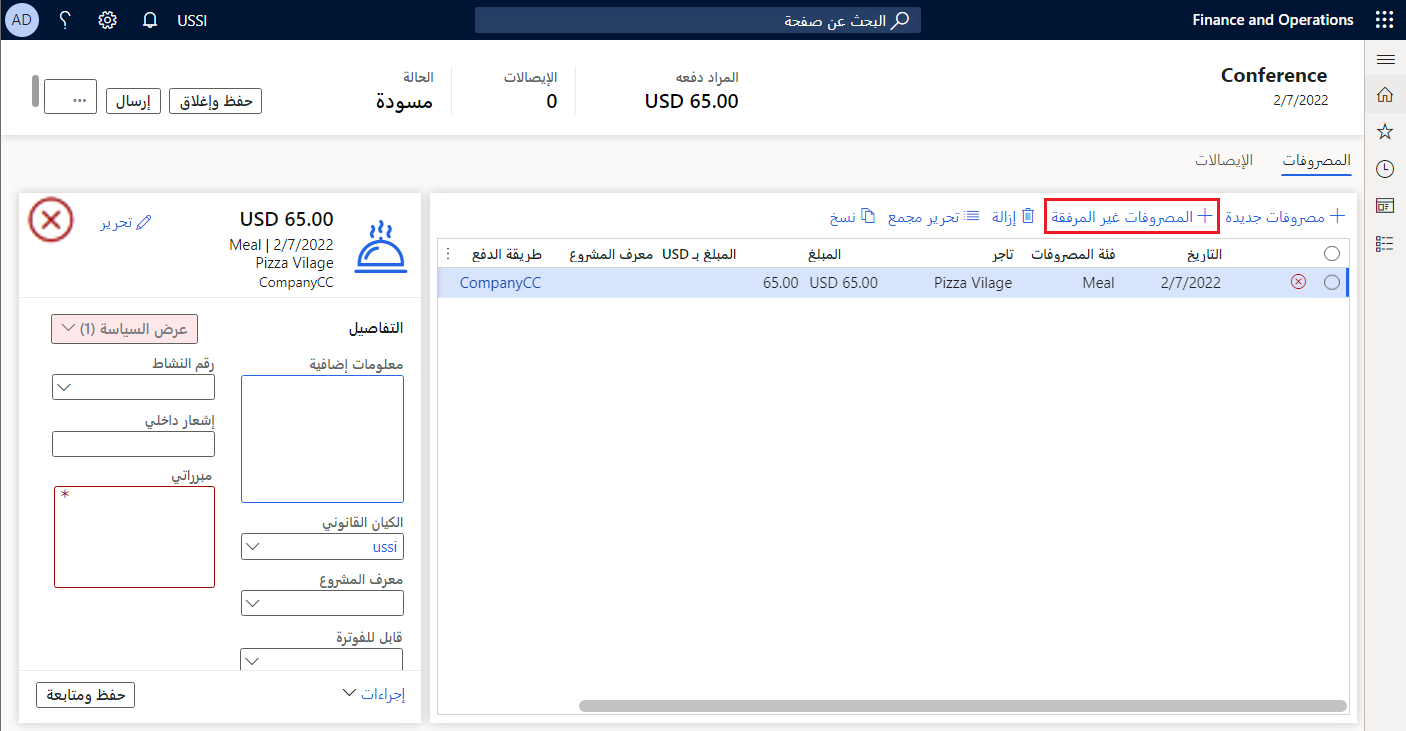 Finance and Operations
البحث عن صفحة
USSI
AD
Conference
2/7/2022
المراد دفعه
USD 65.00
الإيصالات
0
الحالة
مسودة
حفظ وإغلاق
إرسال
...
المصروفات
الإيصالات
مصروفات جديدة
المصروفات غير المرفقة
إزالة
تحرير مجمع
نسخ
التاريخ
فئة المصروفات
تاجر
المبلغ
المبلغ بـ USD
معرف المشروع
طريقة الدفع
2/7/2022
Meal
Pizza Vilage
USD 65.00
65.00
CompanyCC
USD 65.00
Meal | 2/7/2022
Pizza Vilage
CompanyCC
تحرير
التفاصيل
عرض السياسة (1)
معلومات إضافية
رقم النشاط
إشعار داخلي
مبرراتي
*
الكيان القانوني
ussi
معرف المشروع
قابل للفوترة
إجراءات
حفظ ومتابعة